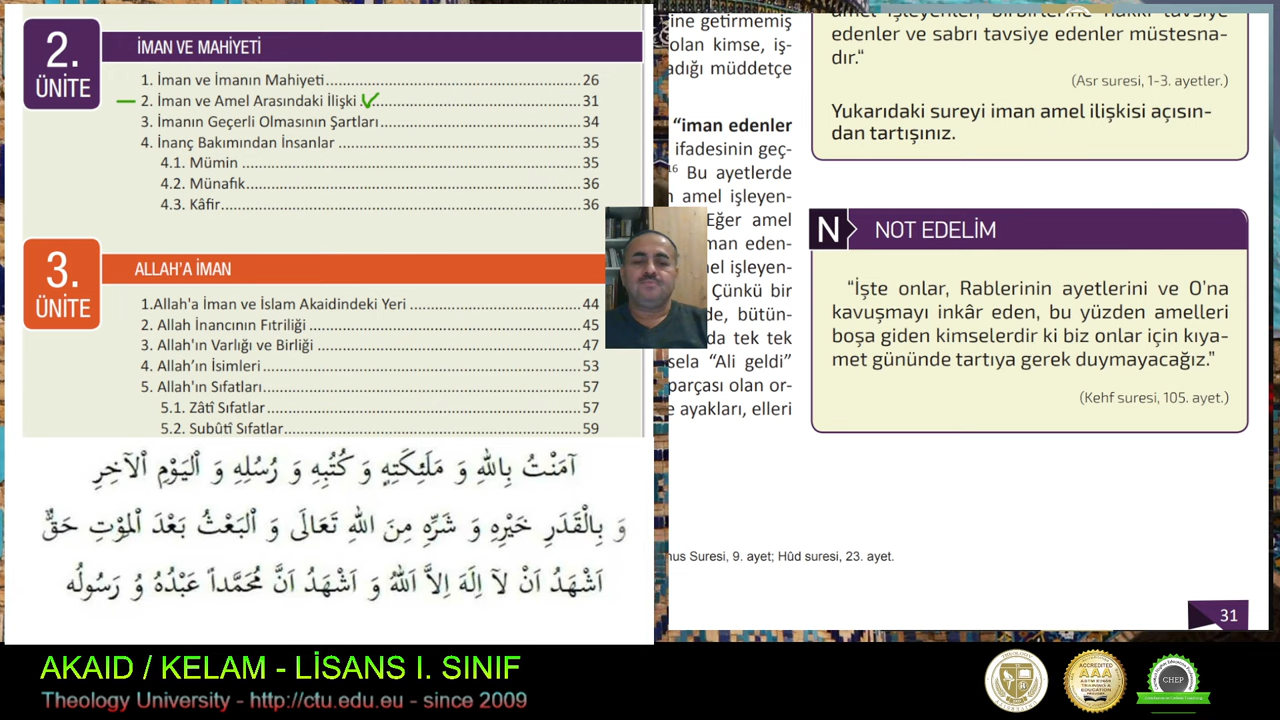 2.
ÜNİTE
İMAN VE MAHİYETİ
1. İman ve İmanın Mahiyeti 26
2. İman ve Amel Arasındaki İlişki 31
3. İmanın Geçerli Olmasının Şartları 34
4. İnanç Bakımından İnsanlar 35
4.1. Mümin 35
4.2. Münafık 36
4.3. Kâfir 36
3.
ÜNİTE
ALLAH'A İMAN
1.Allah'a İman ve İslam Akaidindeki Yeri 44
2. Allah İnancının Fıtriliği 45
3. Allah'ın Varlığı ve Birliği 47
4. Allah'ın İsimleri 53
5. Allah'ın Sıfatları 57
5.1. Zâtî Sıfatlar 57
5.2. Subûtî Sıfatlar 59
آمَنْتُ بِاللهِ وَ مَلَئِكَتِهِ وَ كُتُبِهِ وَ رُسُلِهِ وَ الْيَوْمِ الْآخِرِ
وَ بِالْقَدَرِ خَيْرِهِ وَ شَرِّهِ مِنَ اللهِ تَعَالَى وَ الْبَعْثُ بَعْدَ الْمَوْتِ حَقٌّ
اَشْهَدُ اَنْ لَآ اِلَهَ اِلاَّ اللهُ وَ اَشْهَدُ اَنَّ مُحَمَّداً عَبْدُهُ وُ رَسُولُه
ine getirmemiş
olan kimse, iş-
adığı müddetçe
"iman edenler
ifadesinin geç-
16 Bu ayetlerde
amel işleyen-
Eğer amel
man eden-
el işleyen-
Çünkü bir
de, bütün-
da tek tek
sela "Ali geldi"
parçası olan or-
e ayakları, elleri
nus Suresi, 9. ayet; Hûd suresi, 23. ayet.
amel işleyenler, birbirlerine hakkı tavsiye
edenler ve sabrı tavsiye edenler müstesna-
dır."
(Asr suresi, 1-3. ayetler.)
Yukarıdaki sureyi iman amel ilişkisi açısın-
dan tartışınız.
N NOT EDELİM
"İşte onlar, Rablerinin ayetlerini ve O'na
kavuşmayı inkâr eden, bu yüzden amelleri
boşa giden kimselerdir ki biz onlar için kıya-
met gününde tartıya gerek duymayacağız."
(Kehf suresi, 105. ayet.)
31
AKAID / KELAM - LİSANS I. SINIF
Theology University - http://ctu.edu.ez - since 2009
ACCREDITED
AAA
CHEP